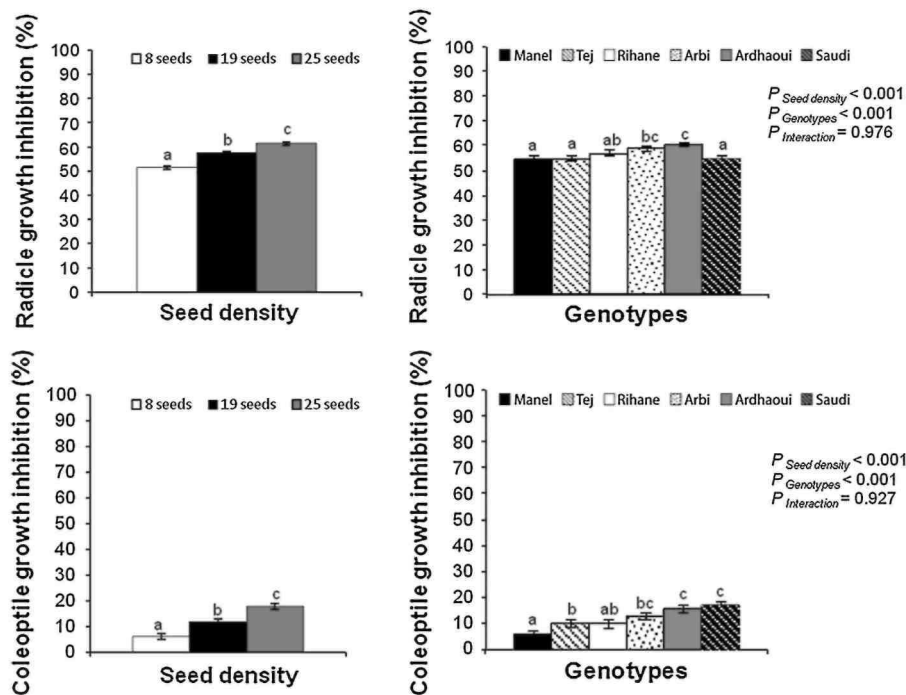 Radicle growth inhibition (%)
100
90
80
70
60
50
40
30
20
10
0
8 seeds 19 seeds 25 seeds
a b c
Seed density
Radicle growth inhibition (%)
100
90
80
70
60
50
40
30
20
10
0
Manel Tej Rihane Arbi Ardhaoui Saudi
a a ab bc c a
Genotypes
P Seed density < 0.001
P Genotypes < 0.001
P Interaction = 0.976
Coleoptile growth inhibition (%)
100
90
80
70
60
50
40
30
20
10
0
8 seeds 19 seeds 25 seeds
a b c
Seed density
Coleoptile growth inhibition (%)
100
90
80
70
60
50
40
30
20
10
0
Manel Tej Rihane Arbi Ardhaoui Saudi
a b ab bc c c
Genotypes
P Seed density < 0.001
P Genotypes < 0.001
P Interaction = 0.927